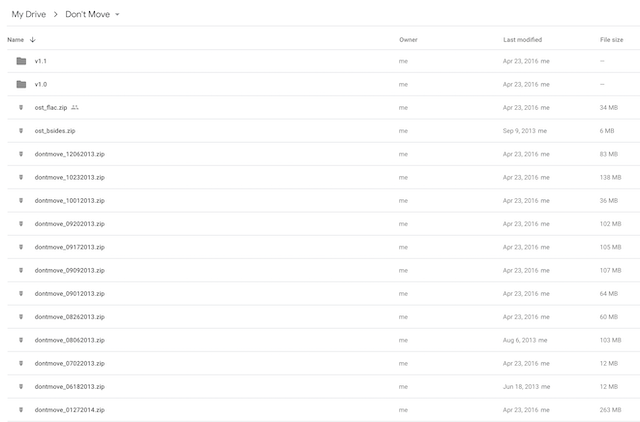 My Drive > Don't Move
Name Owner Last modified File size
v1.1 me Apr 23, 2016 me —
v1.0 me Apr 23, 2016 me —
ost_flac.zip me Apr 23, 2016 me 34 MB
ost_bsides.zip me Sep 9, 2013 me 6 MB
dontmove_12062013.zip me Apr 23, 2016 me 83 MB
dontmove_10232013.zip me Apr 23, 2016 me 138 MB
dontmove_10012013.zip me Apr 23, 2016 me 36 MB
dontmove_09202013.zip me Apr 23, 2016 me 102 MB
dontmove_09172013.zip me Apr 23, 2016 me 105 MB
dontmove_09092013.zip me Apr 23, 2016 me 107 MB
dontmove_09012013.zip me Apr 23, 2016 me 64 MB
dontmove_08262013.zip me Apr 23, 2016 me 60 MB
dontmove_08062013.zip me Aug 6, 2013 me 103 MB
dontmove_07022013.zip me Apr 23, 2016 me 12 MB
dontmove_06182013.zip me Jun 18, 2013 me 12 MB
dontmove_01272014.zip me Apr 23, 2016 me 263 MB